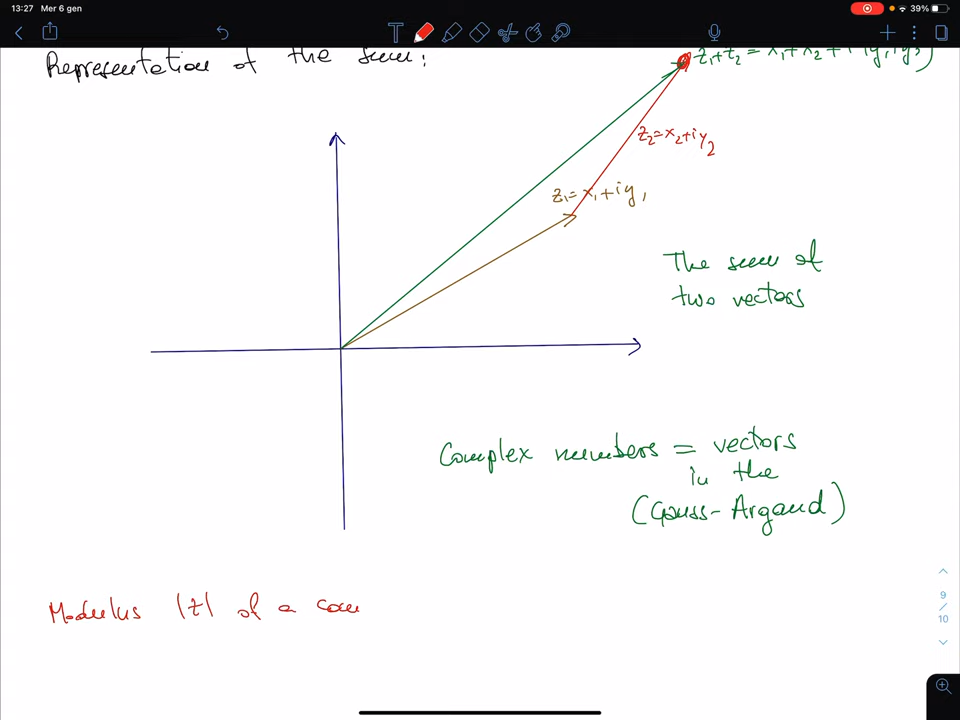 13:27 Mer 6 gen
39%
Representation of the sum:
z₁+z₂ = x₁+x₂+i(y₁+y₂)
z₂=x₂+iy₂
z₁=x₁+iy₁
The sum of
two vectors
Complex numbers = vectors
in the
(Gauss-Argand)
Modulus |z| of a com
9
/
10